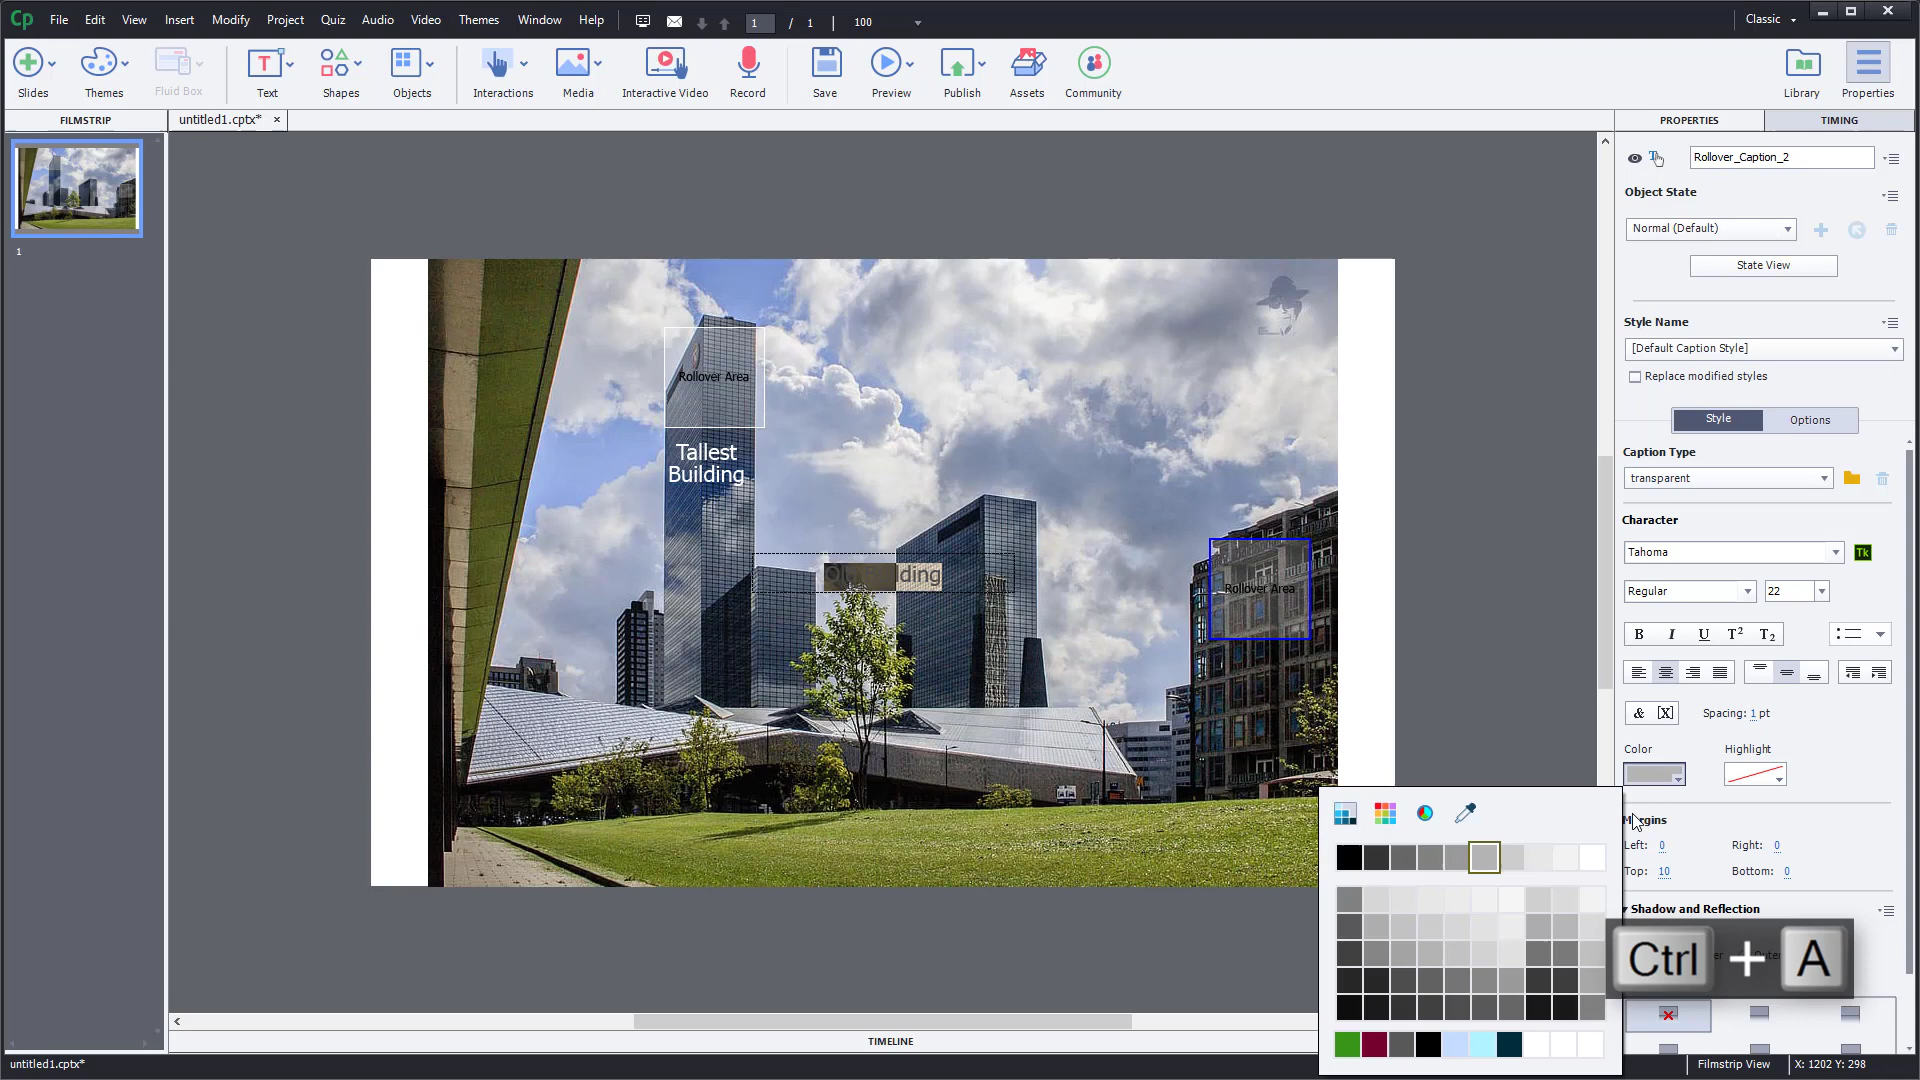 Cp File Edit View Insert Modify Project Quiz Audio Video Themes Window Help 1 / 1 100 Classic
Slides Themes Fluid Box Text Shapes Objects Interactions Media Interactive Video Record Save Preview Publish Assets Community Library Properties
FILMSTRIP untitled1.cptx* × PROPERTIES TIMING
Rollover_Caption_2
Object State
Normal (Default)
State View
Style Name
[Default Caption Style]
Replace modified styles
Style Options
Caption Type
transparent
Character
Tahoma Tk
Regular 22
B I U T² T₂
& [X] Spacing: 1 pt
Color Highlight
Left: 0 Right: 0
Top: 10 Bottom: 0
Shadow and Reflection
Ctrl + A
1
Rollover Area
Tallest
Building
Rollover Area
TIMELINE
untitled1.cptx* Filmstrip View X: 1202 Y: 298